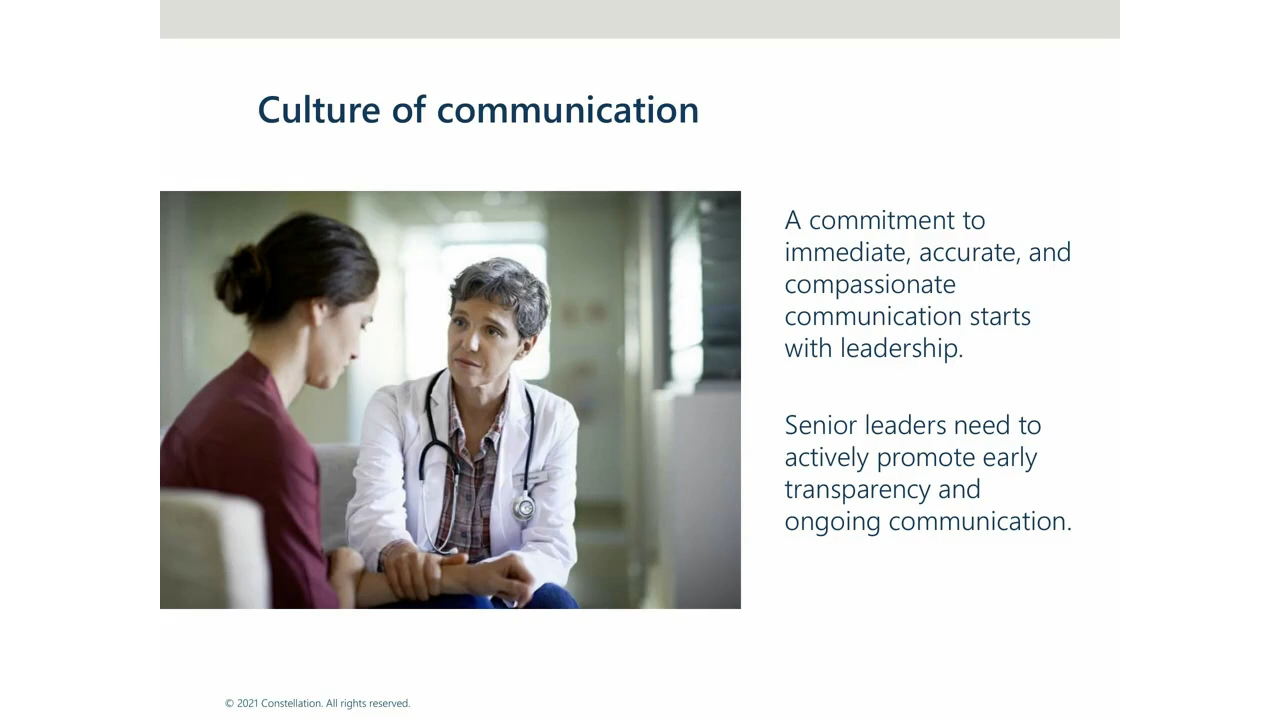 Culture of communication
A commitment to
immediate, accurate, and
compassionate
communication starts
with leadership.
Senior leaders need to
actively promote early
transparency and
ongoing communication.
© 2021 Constellation. All rights reserved.